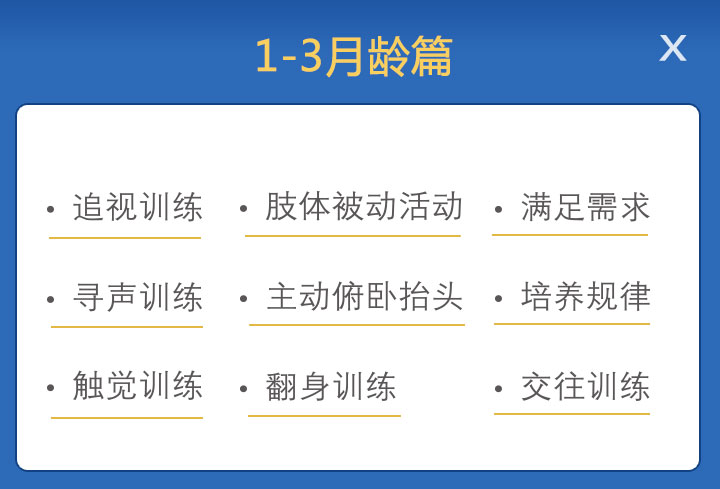 1-3月龄篇
X
• 追视训练 • 肢体被动活动 • 满足需求
• 寻声训练 • 主动俯卧抬头 • 培养规律
• 触觉训练 • 翻身训练 • 交往训练